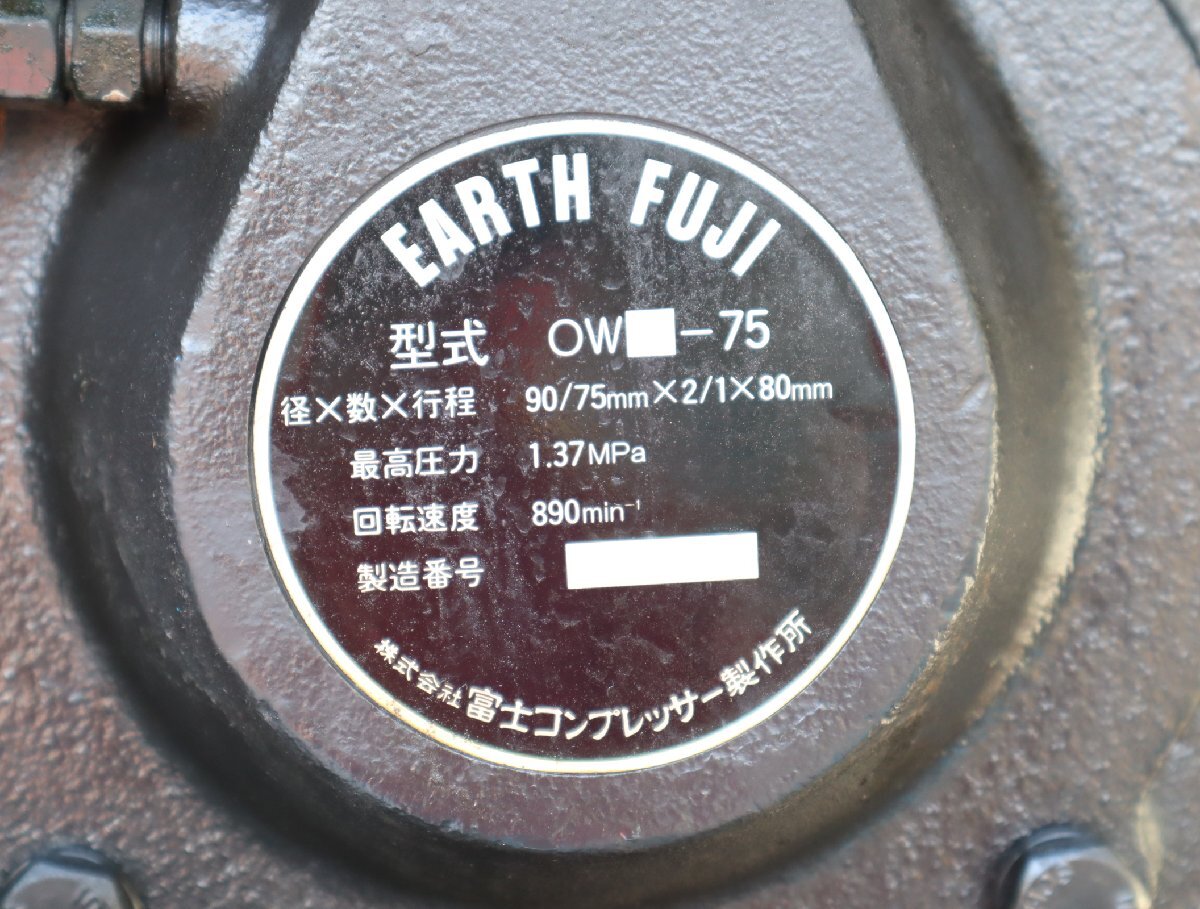 EARTH FUJI
型式 OW -75
径×数×行程 90/75mm×2/1×80mm
最高圧力 1.37MPa
回転速度 890min⁻¹
製造番号
株式会社富士コンプレッサー製作所